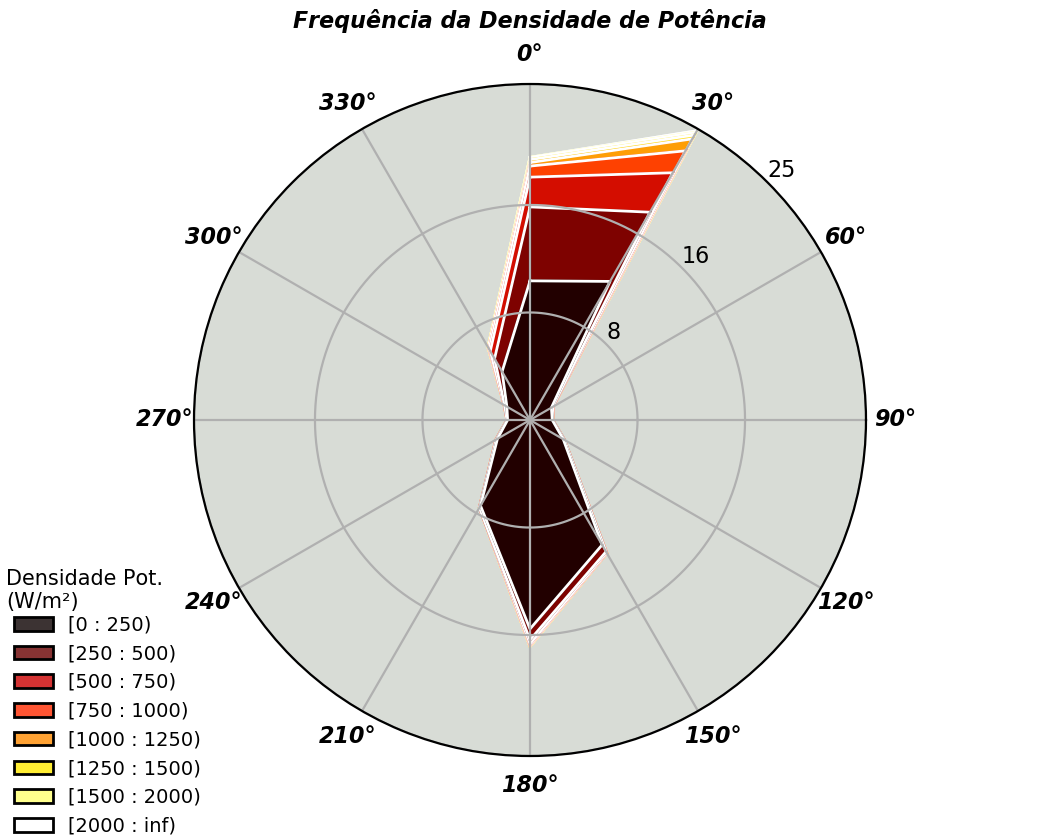 Frequência da Densidade de Potência
0°
330°
30°
25
300°
60°
16
8
270°
90°
240°
120°
210°
150°
180°
Densidade Pot.
(W/m²)
[0 : 250)
[250 : 500)
[500 : 750)
[750 : 1000)
[1000 : 1250)
[1250 : 1500)
[1500 : 2000)
[2000 : inf)